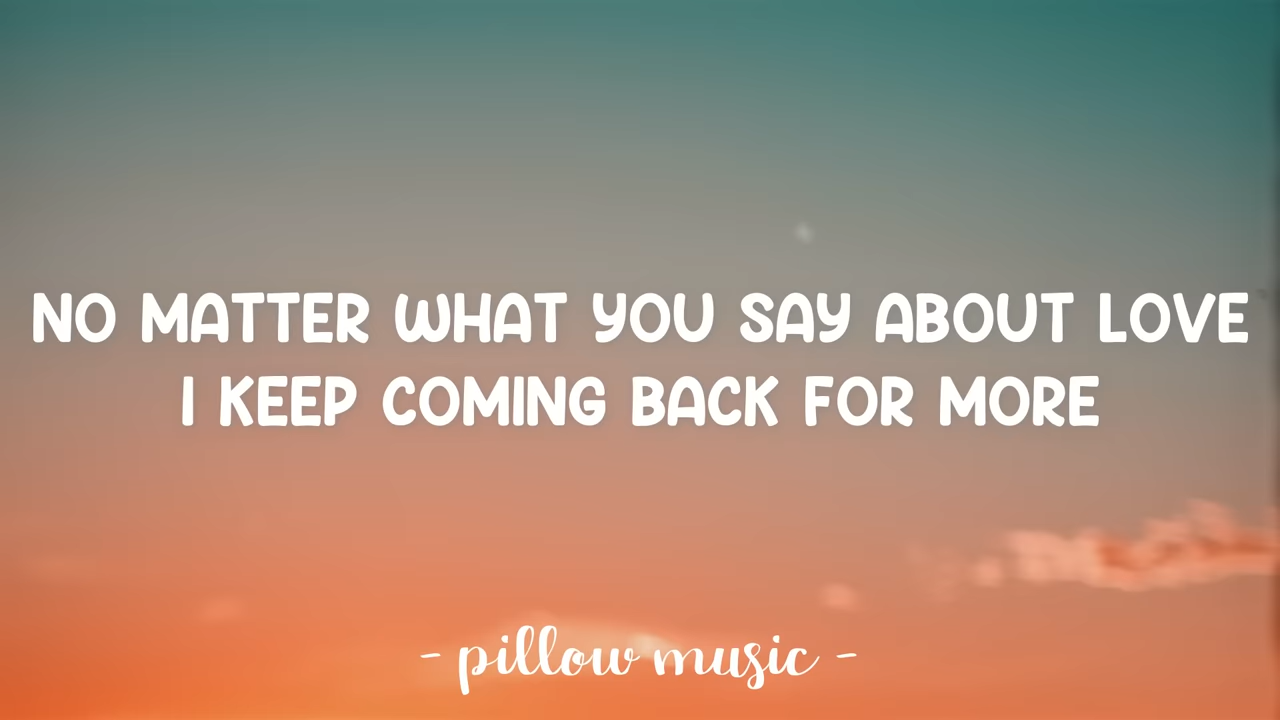 NO MATTER WHAT YOU SAY ABOUT LOVE
I KEEP COMING BACK FOR MORE
- pillow music -